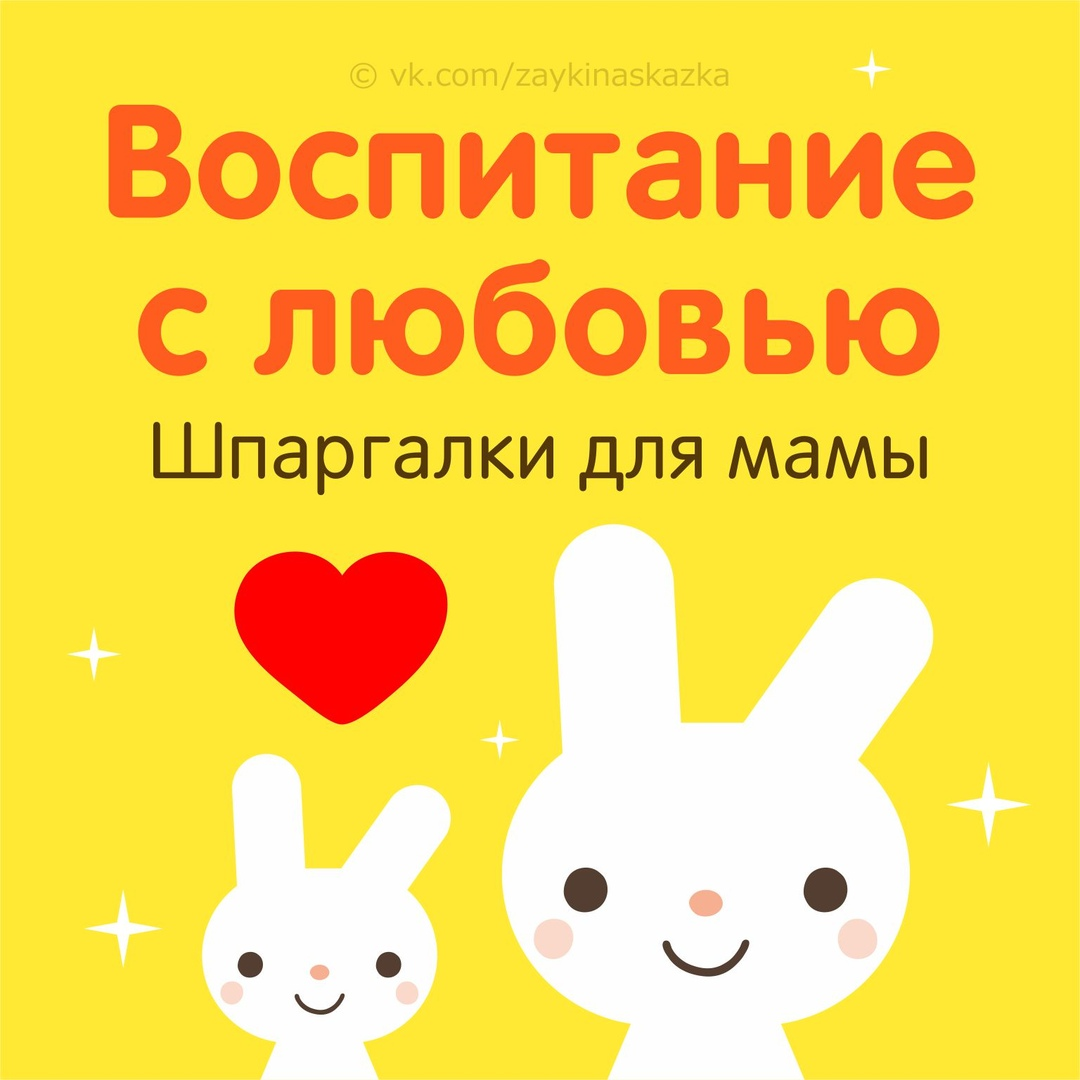 © vk.com/zaykinaskazka
Воспитание
с любовью
Шпаргалки для мамы